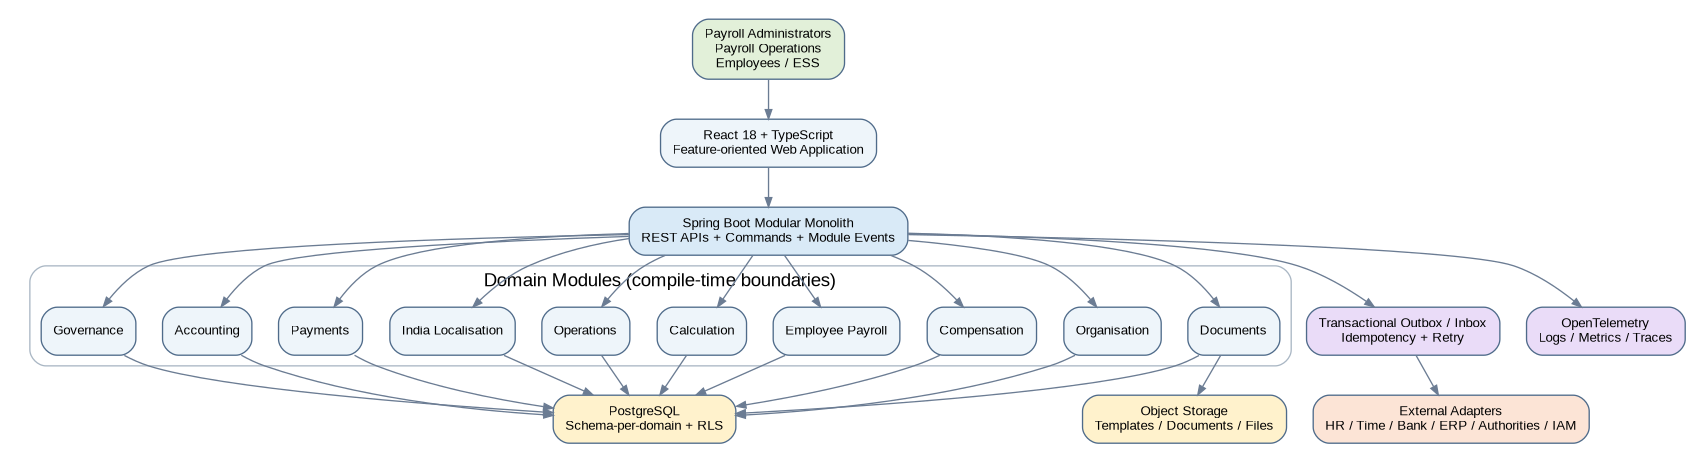 Payroll Administrators
Payroll Operations
Employees / ESS
React 18 + TypeScript
Feature-oriented Web Application
Spring Boot Modular Monolith
REST APIs + Commands + Module Events
Domain Modules (compile-time boundaries)
Governance
Accounting
Payments
India Localisation
Operations
Calculation
Employee Payroll
Compensation
Organisation
Documents
Transactional Outbox / Inbox
Idempotency + Retry
OpenTelemetry
Logs / Metrics / Traces
PostgreSQL
Schema-per-domain + RLS
Object Storage
Templates / Documents / Files
External Adapters
HR / Time / Bank / ERP / Authorities / IAM